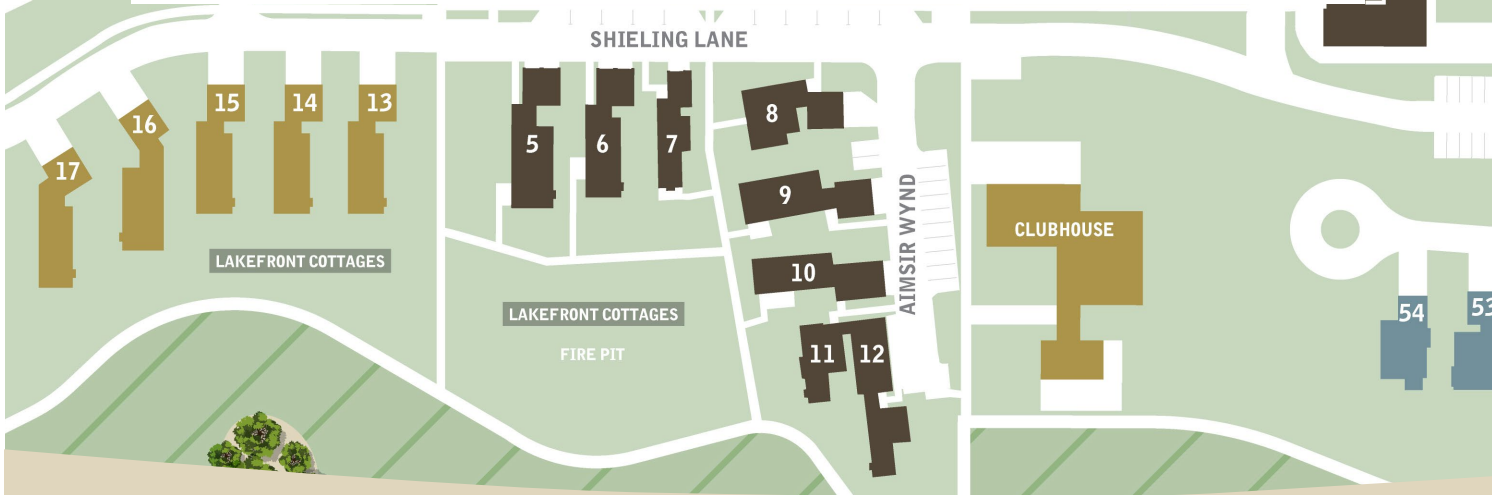 SHIELING LANE
15
14
13
16
17
5
6
7
8
9
10
11
12
AIMSIR WYND
LAKEFRONT COTTAGES
LAKEFRONT COTTAGES
FIRE PIT
CLUBHOUSE
54
53